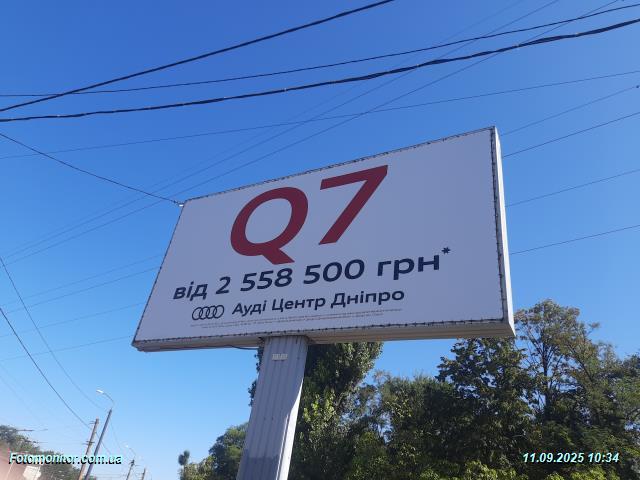 Q7
від 2 558 500 грн*
Ауді Центр Дніпро
Fotomonitor.com.ua
11.09.2025 10:34